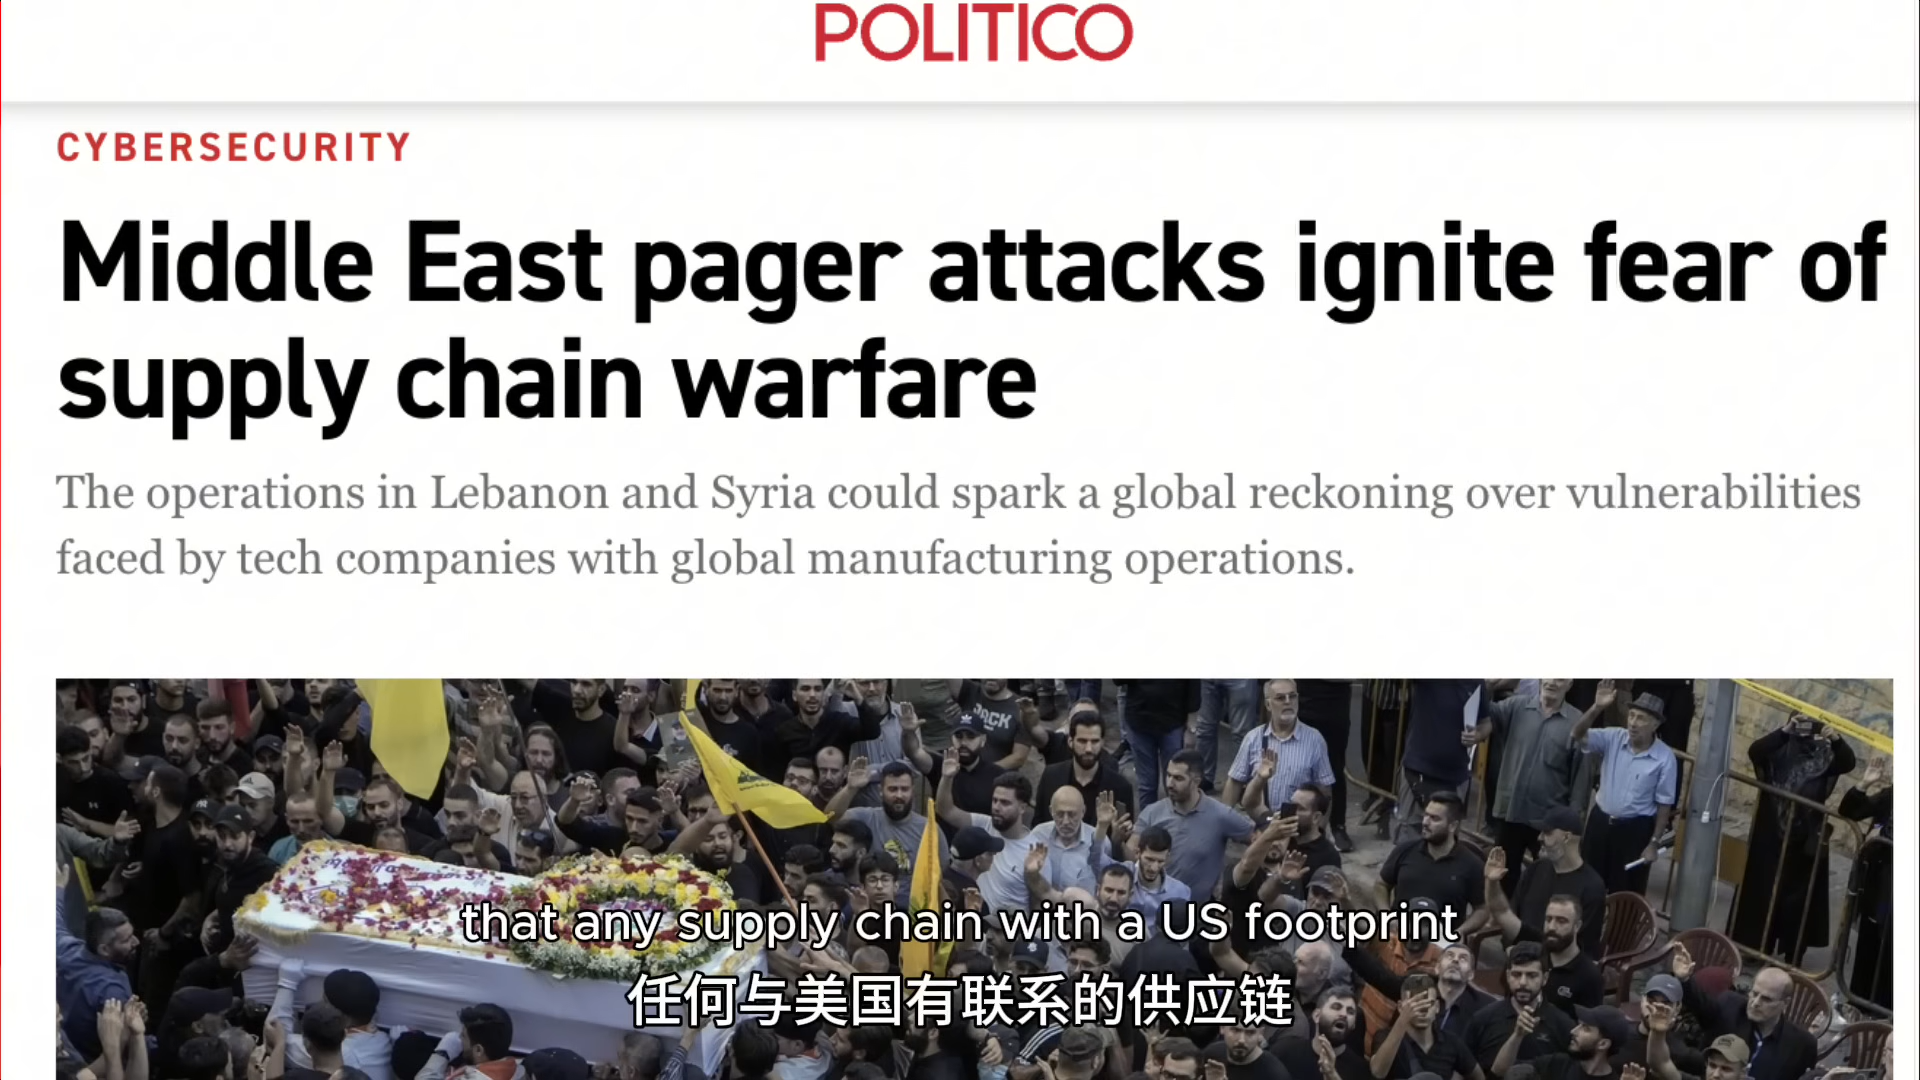 POLITICO
CYBERSECURITY
Middle East pager attacks ignite fear of
supply chain warfare
The operations in Lebanon and Syria could spark a global reckoning over vulnerabilities
faced by tech companies with global manufacturing operations.
that any supply chain with a US footprint
任何与美国有联系的供应链